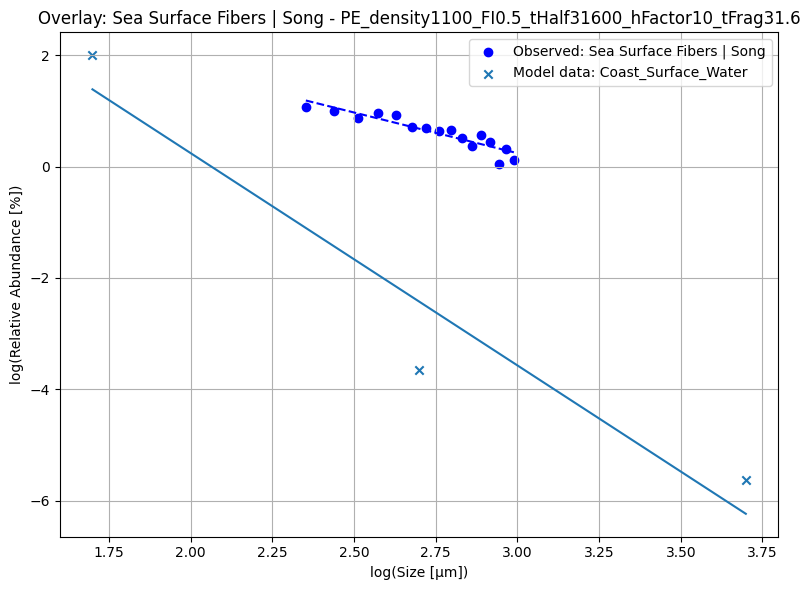 Overlay: Sea Surface Fibers | Song - PE_density1100_FI0.5_tHalf31600_hFactor10_tFrag31.6
Observed: Sea Surface Fibers | Song
Model data: Coast_Surface_Water
log(Relative Abundance [%])
2
0
−2
−4
−6
1.75 2.00 2.25 2.50 2.75 3.00 3.25 3.50 3.75
log(Size [µm])